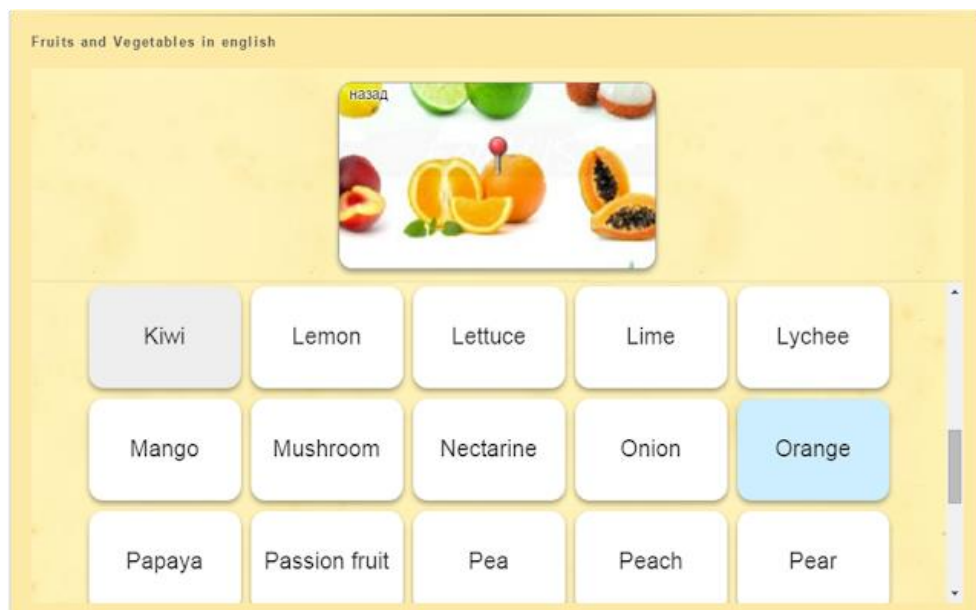 Fruits and Vegetables in english
назад
Kiwi
Lemon
Lettuce
Lime
Lychee
Mango
Mushroom
Nectarine
Onion
Orange
Papaya
Passion fruit
Pea
Peach
Pear